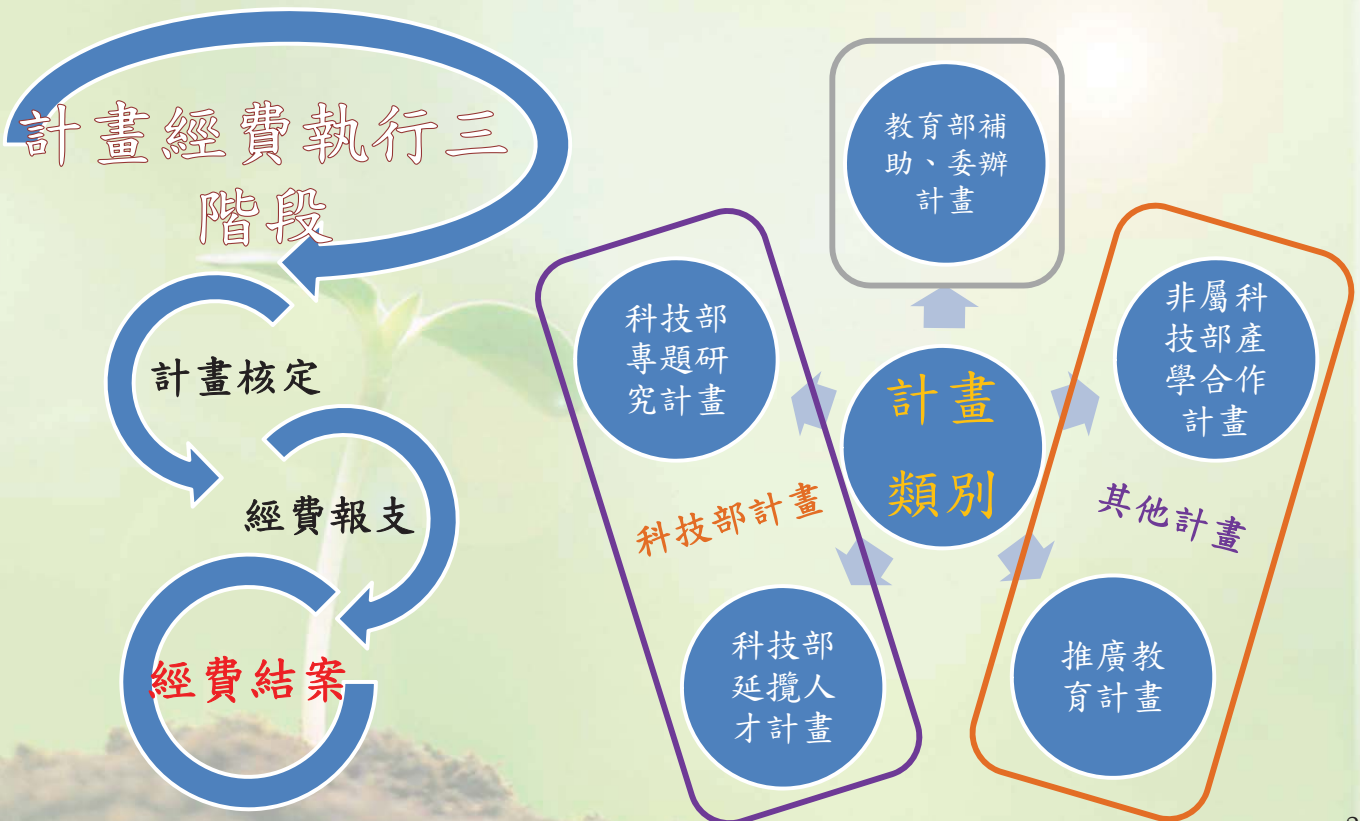 計畫經費執行三
階段
計畫核定
經費報支
經費結案
教育部補
助、委辦
計畫
科技部
專題研
究計畫
非屬科
技部產
學合作
計畫
計畫
類別
科技部計畫
其他計畫
科技部
延攬人
才計畫
推廣教
育計畫